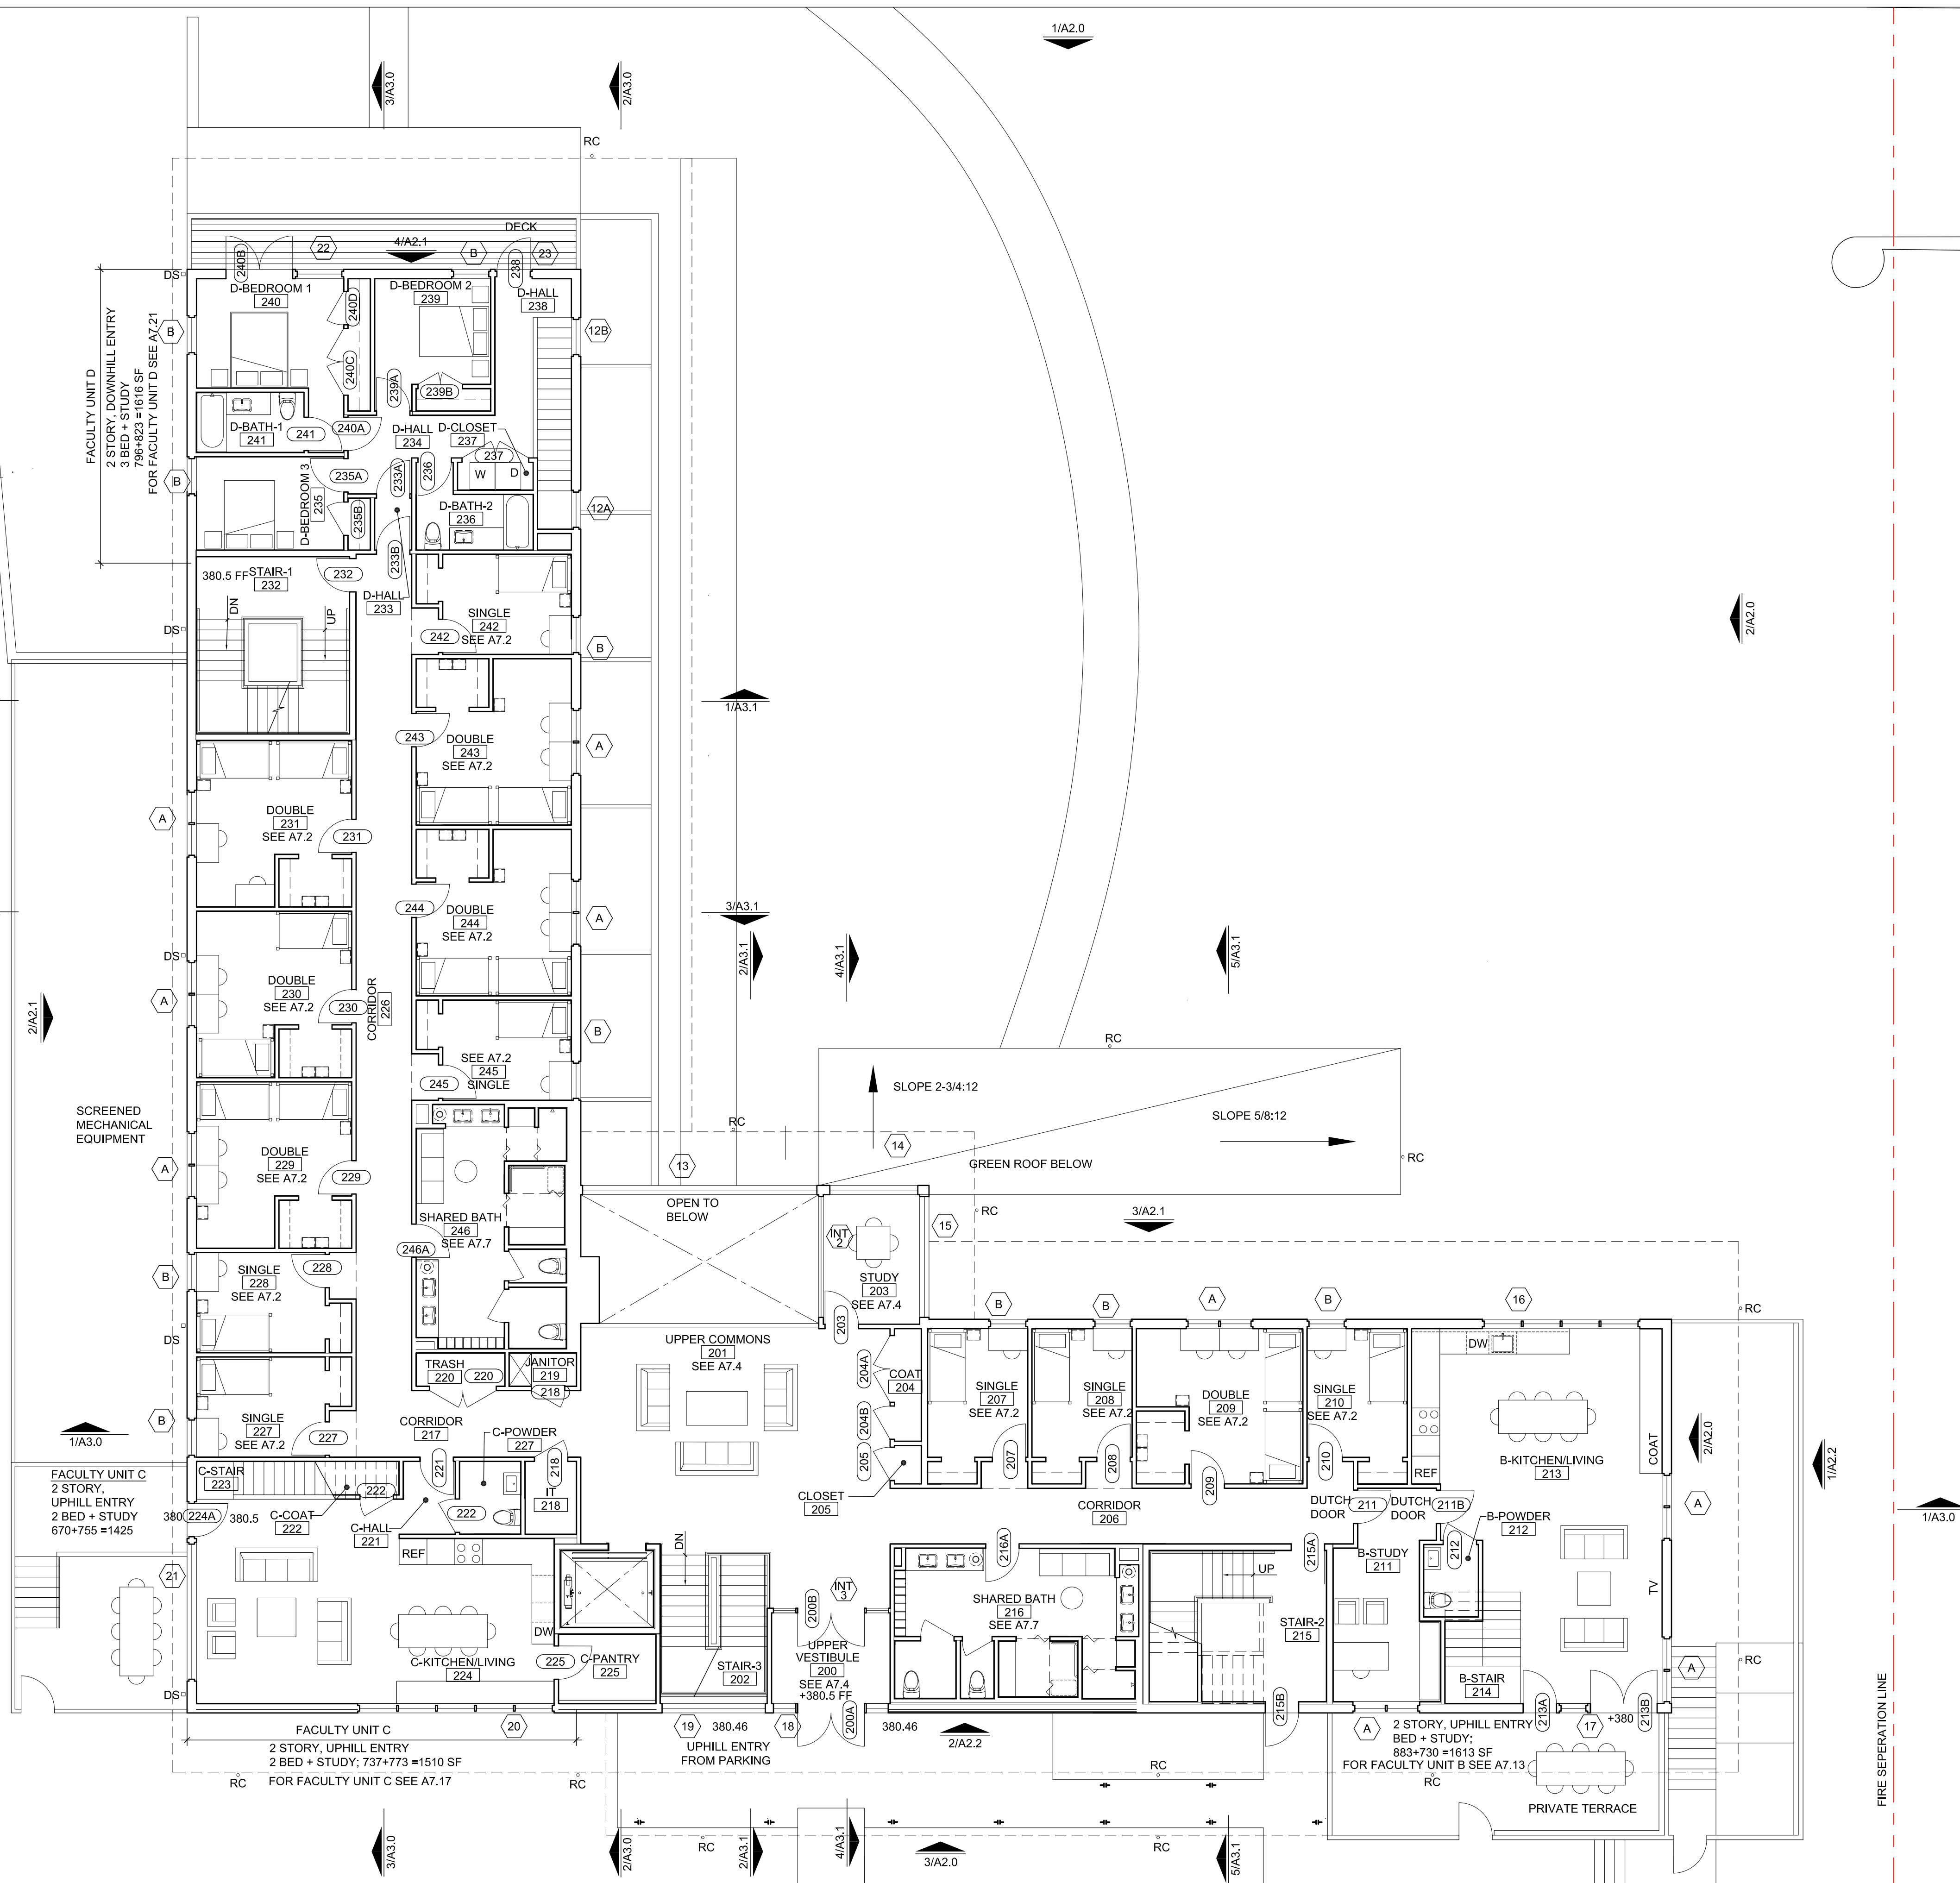 1/A2.0
3/A3.0
2/A3.0
RC
DECK
240B
22
4/A2.1
B
238
23
DS
D-BEDROOM 1
240
240D
D-BEDROOM 2
239
D-HALL
238
FACULTY UNIT D
2 STORY, DOWNHILL ENTRY
3 BED + STUDY
796+823 =1616 SF
FOR FACULTY UNIT D SEE A7.21
B
12B
240C
239A
239B
D-BATH-1
241
241
240A
D-HALL
234
D-CLOSET
237
237
W
D
B
D-BEDROOM 3
235
235A
235B
233A
236
D-BATH-2
236
12A
233B
380.5 FF
STAIR-1
232
232
D-HALL
233
DN
UP
DS
SINGLE
242
SEE A7.2
242
B
2/A2.0
1/A3.1
243
DOUBLE
243
SEE A7.2
A
A
DOUBLE
231
SEE A7.2
231
244
DOUBLE
244
SEE A7.2
A
3/A3.1
2/A3.1
4/A3.1
5/A3.1
DS
A
DOUBLE
230
SEE A7.2
230
CORRIDOR
226
2/A2.1
B
SEE A7.2
245
SINGLE
245
RC
SLOPE 2-3/4:12
SLOPE 5/8:12
SCREENED
MECHANICAL
EQUIPMENT
RC
14
RC
A
DOUBLE
229
SEE A7.2
229
13
GREEN ROOF BELOW
SHARED BATH
246
SEE A7.7
246A
OPEN TO
BELOW
RC
INT
2
15
3/A2.1
B
SINGLE
228
SEE A7.2
228
STUDY
203
SEE A7.4
203
B
B
A
B
16
RC
DS
UPPER COMMONS
201
SEE A7.4
DW
TRASH
220
220
JANITOR
219
218
204A
COAT
204
204B
SINGLE
207
SEE A7.2
SINGLE
208
SEE A7.2
DOUBLE
209
SEE A7.2
SINGLE
210
SEE A7.2
B
SINGLE
227
SEE A7.2
227
CORRIDOR
217
C-POWDER
227
1/A3.0
205
207
208
209
210
REF
B-KITCHEN/LIVING
213
COAT
2/A2.0
1/A2.2
FACULTY UNIT C
2 STORY,
UPHILL ENTRY
2 BED + STUDY
670+755 =1425
C-STAIR
223
222
221
218
IT
218
CLOSET
205
CORRIDOR
206
DUTCH
DOOR
211
DUTCH
DOOR
211B
A
1/A3.0
380
224A
380.5
C-COAT
222
C-HALL
221
222
B-POWDER
212
REF
DN
216A
215A
B-STUDY
211
212
21
UP
TV
200B
INT
3
SHARED BATH
216
SEE A7.7
STAIR-2
215
DW
C-KITCHEN/LIVING
224
225
C-PANTRY
225
STAIR-3
202
UPPER
VESTIBULE
200
SEE A7.4
+380.5 FF
B-STAIR
214
A
RC
DS
200A
215B
213A
213B
FACULTY UNIT C
20
19
380.46
18
380.46
2/A2.2
A
17
+380
2 STORY, UPHILL ENTRY
2 BED + STUDY; 737+773 =1510 SF
FOR FACULTY UNIT C SEE A7.17
UPHILL ENTRY
FROM PARKING
2 STORY, UPHILL ENTRY
BED + STUDY;
883+730 =1613 SF
FOR FACULTY UNIT B SEE A7.13
RC
RC
RC
RC
PRIVATE TERRACE
FIRE SEPERATION LINE
3/A3.0
2/A3.0
RC
2/A3.1
4/A3.1
3/A2.0
RC
5/A3.1